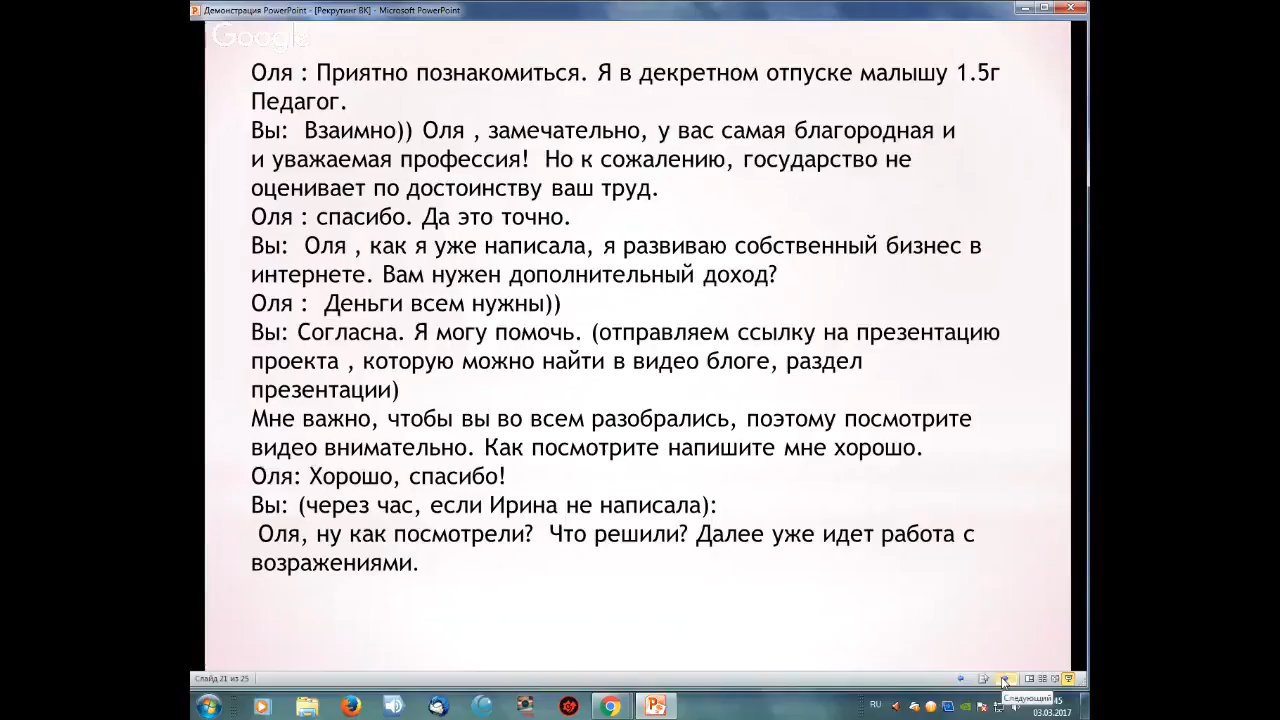 Демонстрация PowerPoint - [Рекрутинг ВК] - Microsoft PowerPoint
Google
Оля : Приятно познакомиться. Я в декретном отпуске малышу 1.5г
Педагог.
Вы: Взаимно)) Оля , замечательно, у вас самая благородная и
и уважаемая профессия! Но к сожалению, государство не
оценивает по достоинству ваш труд.
Оля : спасибо. Да это точно.
Вы: Оля , как я уже написала, я развиваю собственный бизнес в
интернете. Вам нужен дополнительный доход?
Оля : Деньги всем нужны))
Вы: Согласна. Я могу помочь. (отправляем ссылку на презентацию
проекта , которую можно найти в видео блоге, раздел
презентации)
Мне важно, чтобы вы во всем разобрались, поэтому посмотрите
видео внимательно. Как посмотрите напишите мне хорошо.
Оля: Хорошо, спасибо!
Вы: (через час, если Ирина не написала):
Оля, ну как посмотрели? Что решили? Далее уже идет работа с
возражениями.
Слайд 21 из 25
Следующий
RU
45
03.03.2017